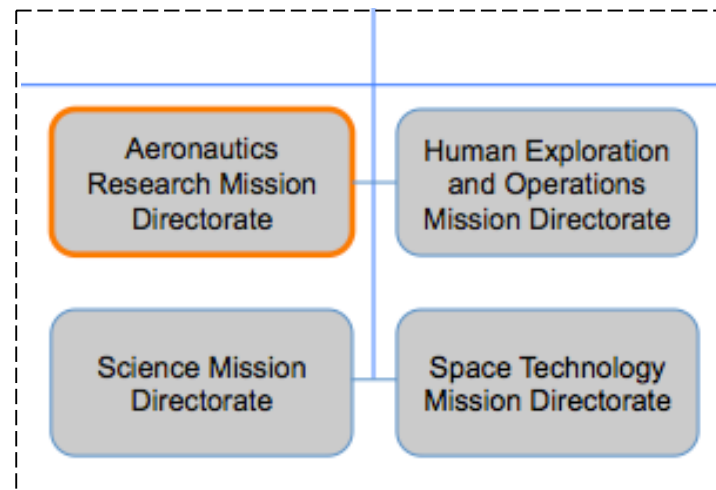 Aeronautics
Research Mission
Directorate
Human Exploration
and Operations
Mission Directorate
Science Mission
Directorate
Space Technology
Mission Directorate